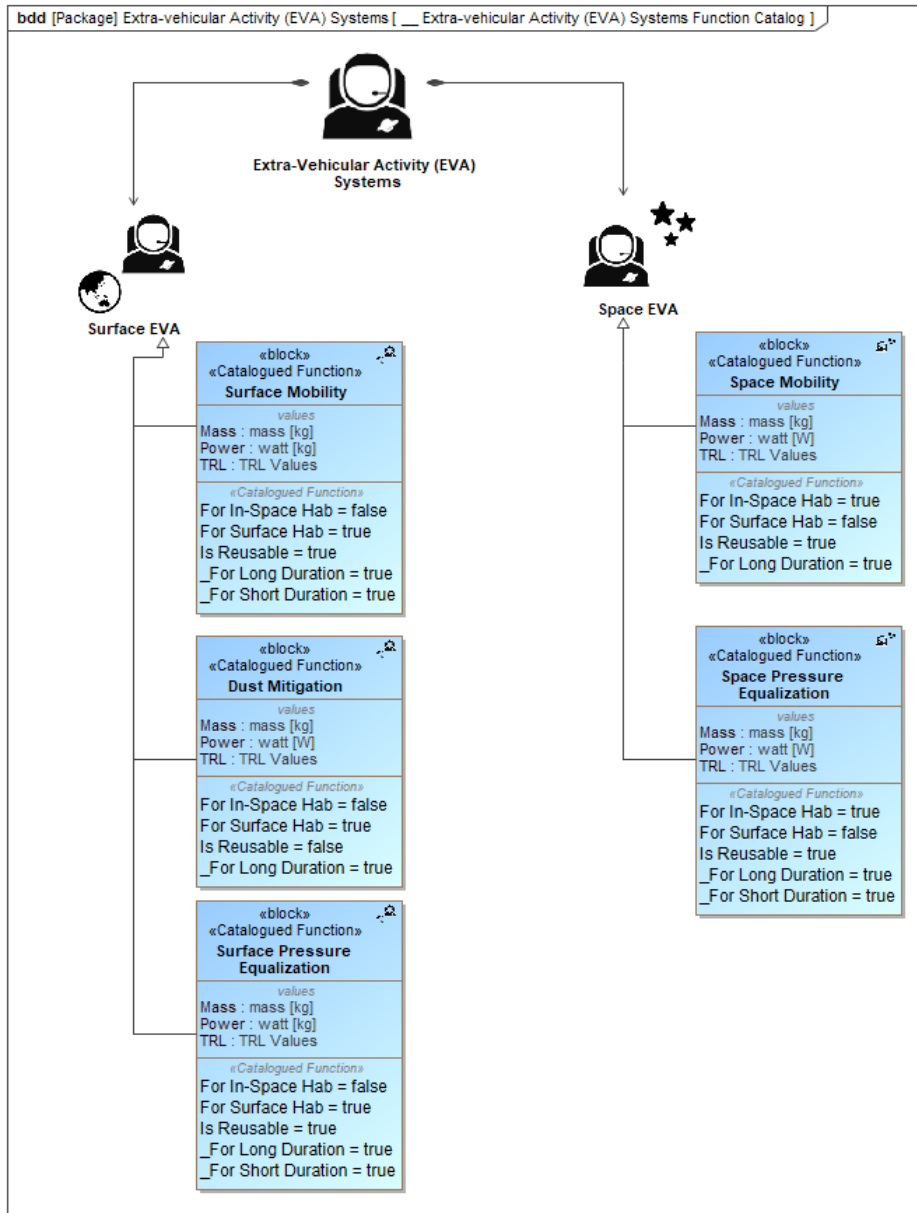 bdd [Package] Extra-vehicular Activity (EVA) Systems [ __ Extra-vehicular Activity (EVA) Systems Function Catalog ]
Extra-Vehicular Activity (EVA)
Systems
Surface EVA
Space EVA
«block»
«Catalogued Function»
Surface Mobility
values
Mass : mass [kg]
Power : watt [kg]
TRL : TRL Values
«Catalogued Function»
For In-Space Hab = false
For Surface Hab = true
Is Reusable = true
_For Long Duration = true
_For Short Duration = true
«block»
«Catalogued Function»
Dust Mitigation
values
Mass : mass [kg]
Power : watt [W]
TRL : TRL Values
«Catalogued Function»
For In-Space Hab = false
For Surface Hab = true
Is Reusable = false
_For Long Duration = true
«block»
«Catalogued Function»
Surface Pressure
Equalization
values
Mass : mass [kg]
Power : watt [kg]
TRL : TRL Values
«Catalogued Function»
For In-Space Hab = false
For Surface Hab = true
Is Reusable = true
_For Long Duration = true
_For Short Duration = true
«block»
«Catalogued Function»
Space Mobility
values
Mass : mass [kg]
Power : watt [W]
TRL : TRL Values
«Catalogued Function»
For In-Space Hab = true
For Surface Hab = false
Is Reusable = true
_For Long Duration = true
«block»
«Catalogued Function»
Space Pressure
Equalization
values
Mass : mass [kg]
Power : watt [W]
TRL : TRL Values
«Catalogued Function»
For In-Space Hab = true
For Surface Hab = false
Is Reusable = true
_For Long Duration = true
_For Short Duration = true